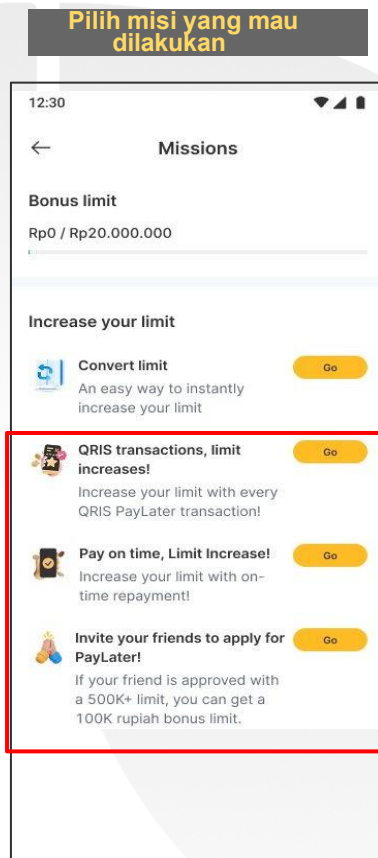 Pilih misi yang mau
dilakukan
12:30
Missions
Bonus limit
Rp0 / Rp20.000.000
Increase your limit
Convert limit
Go
An easy way to instantly
increase your limit
QRIS transactions, limit
increases!
Go
Increase your limit with every
QRIS PayLater transaction!
Pay on time, Limit Increase!
Go
Increase your limit with on-
time repayment!
Invite your friends to apply for
PayLater!
Go
If your friend is approved with
a 500K+ limit, you can get a
100K rupiah bonus limit.